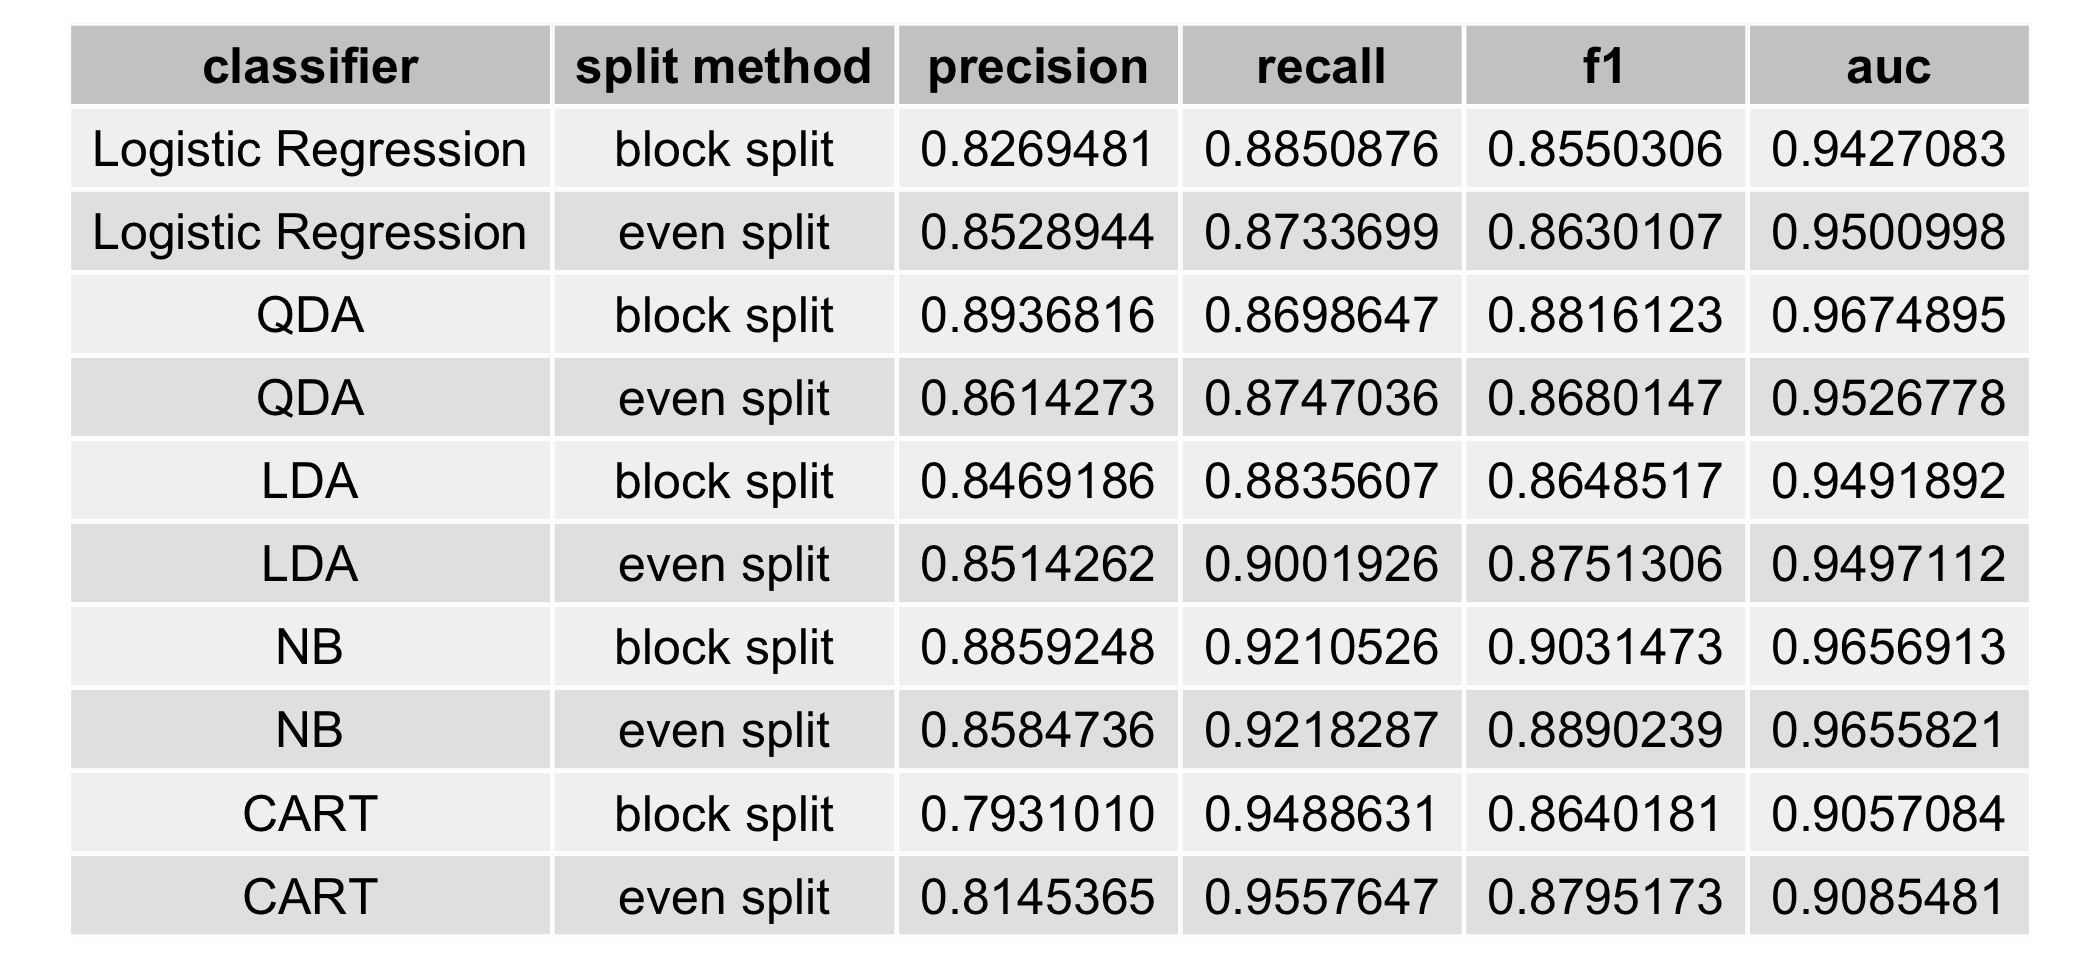 classifier split method precision recall f1 auc
Logistic Regression block split 0.8269481 0.8850876 0.8550306 0.9427083
Logistic Regression even split 0.8528944 0.8733699 0.8630107 0.9500998
QDA block split 0.8936816 0.8698647 0.8816123 0.9674895
QDA even split 0.8614273 0.8747036 0.8680147 0.9526778
LDA block split 0.8469186 0.8835607 0.8648517 0.9491892
LDA even split 0.8514262 0.9001926 0.8751306 0.9497112
NB block split 0.8859248 0.9210526 0.9031473 0.9656913
NB even split 0.8584736 0.9218287 0.8890239 0.9655821
CART block split 0.7931010 0.9488631 0.8640181 0.9057084
CART even split 0.8145365 0.9557647 0.8795173 0.9085481